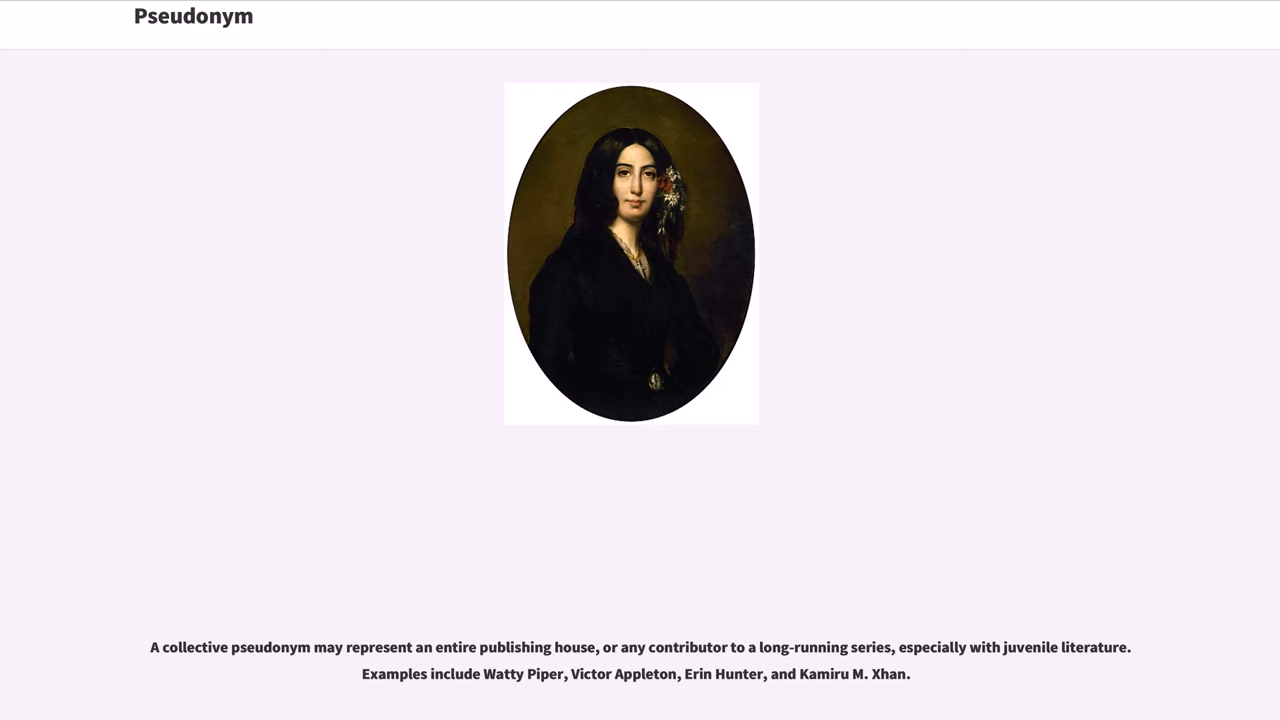 Pseudonym
A collective pseudonym may represent an entire publishing house, or any contributor to a long-running series, especially with juvenile literature.
Examples include Watty Piper, Victor Appleton, Erin Hunter, and Kamiru M. Xhan.